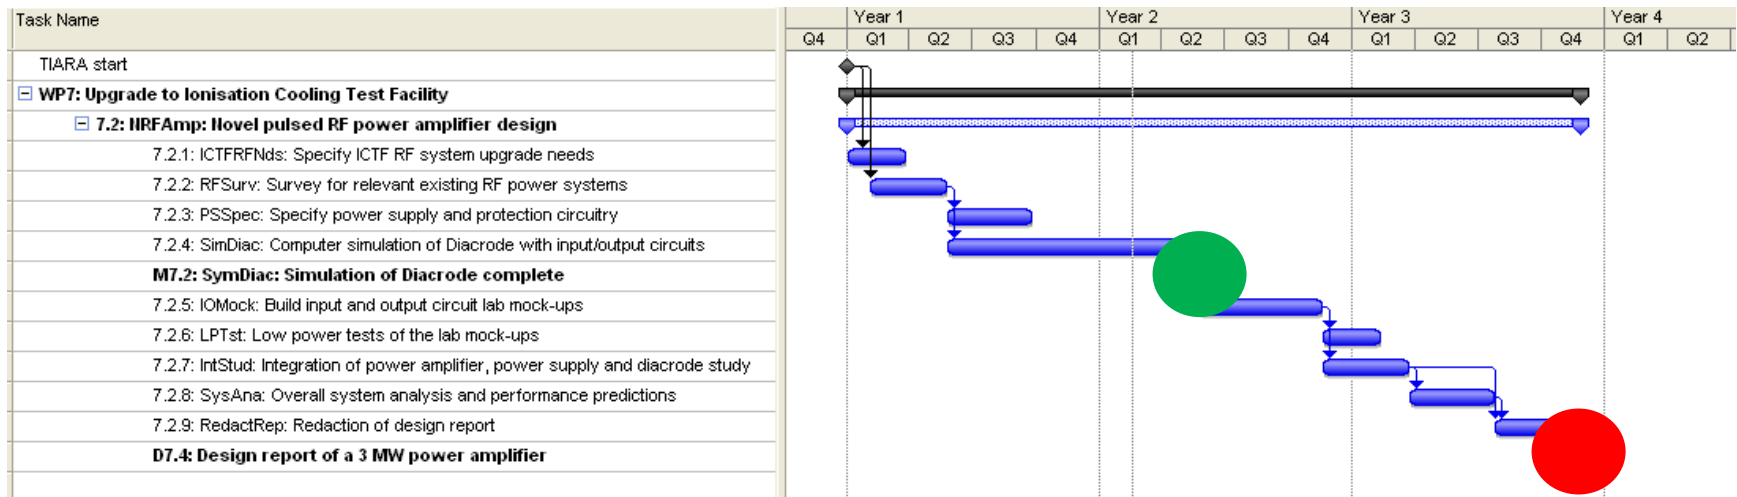 Task Name
Year 1 Year 2 Year 3 Year 4
Q4 Q1 Q2 Q3 Q4 Q1 Q2 Q3 Q4 Q1 Q2 Q3 Q4 Q1 Q2
TIARA start
WP7: Upgrade to Ionisation Cooling Test Facility
7.2: NRFAmp: Novel pulsed RF power amplifier design
7.2.1: ICTFRFNds: Specify ICTF RF system upgrade needs
7.2.2: RFSurv: Survey for relevant existing RF power systems
7.2.3: PSSpec: Specify power supply and protection circuitry
7.2.4: SimDiac: Computer simulation of Diacrode with input/output circuits
M7.2: SymDiac: Simulation of Diacrode complete
7.2.5: IOMock: Build input and output circuit lab mock-ups
7.2.6: LPTst: Low power tests of the lab mock-ups
7.2.7: IntStud: Integration of power amplifier, power supply and diacrode study
7.2.8: SysAna: Overall system analysis and performance predictions
7.2.9: RedactRep: Redaction of design report
D7.4: Design report of a 3 MW power amplifier